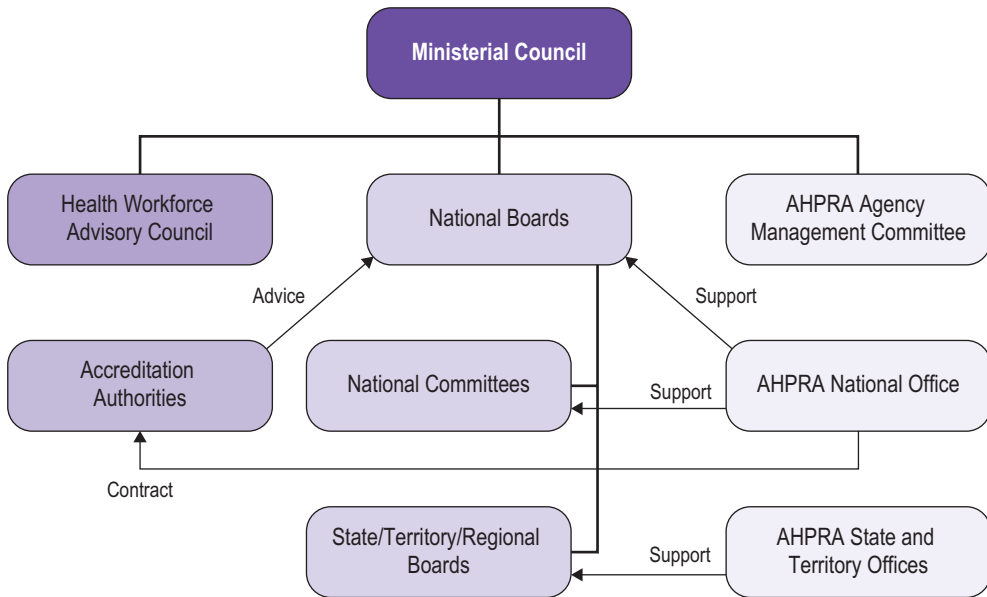 Ministerial Council
Health Workforce
Advisory Council
National Boards
AHPRA Agency
Management Committee
Advice
Support
Accreditation
Authorities
National Committees
Support
AHPRA National Office
Contract
State/Territory/Regional
Boards
Support
AHPRA State and
Territory Offices